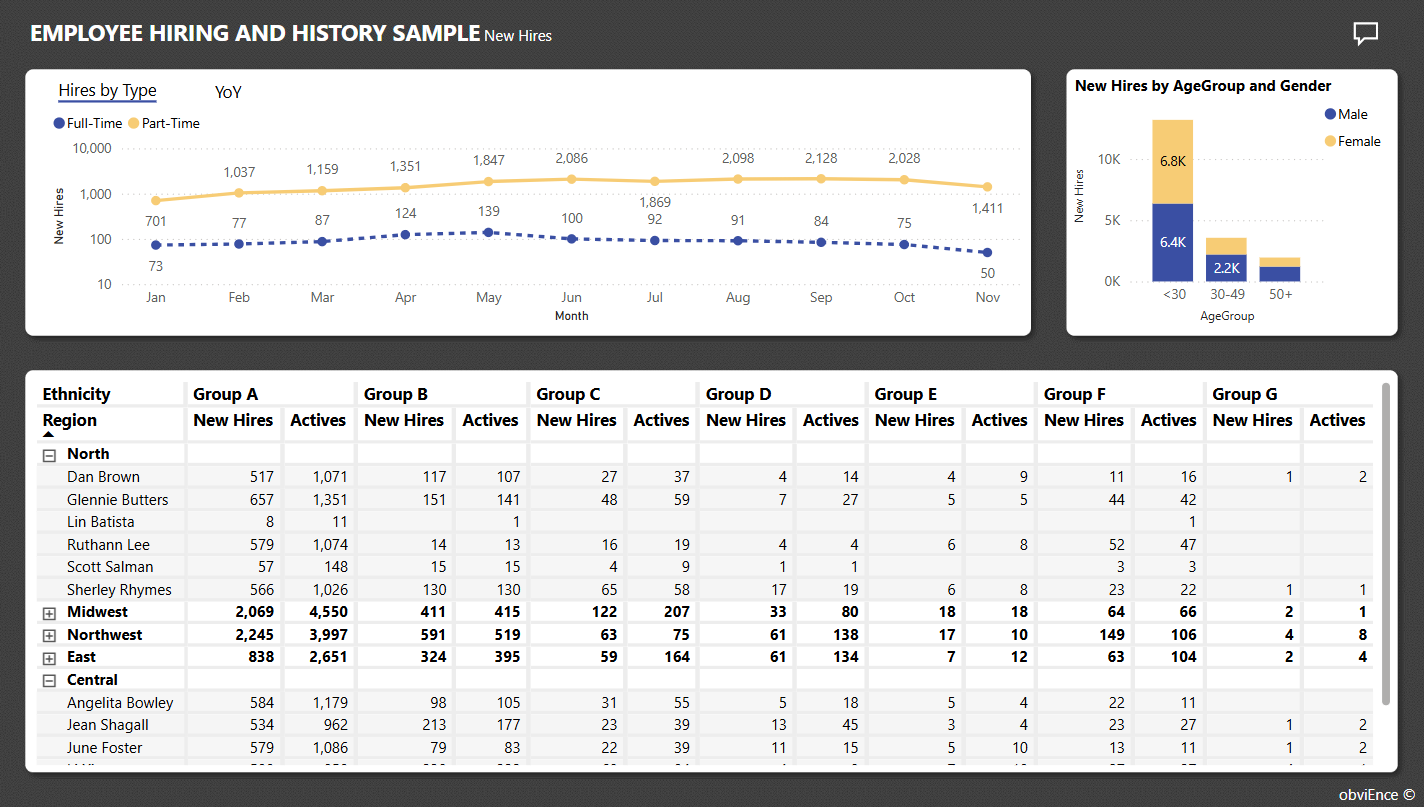 EMPLOYEE HIRING AND HISTORY SAMPLE New Hires
Hires by Type YoY
Full-Time Part-Time
New Hires
10,000
1,000
100
10
701 1,037 1,159 1,351 1,847 2,086 1,869 2,098 2,128 2,028 1,411
73 77 87 124 139 100 92 91 84 75 50
Jan Feb Mar Apr May Jun Jul Aug Sep Oct Nov
Month
New Hires by AgeGroup and Gender
Male
Female
New Hires
10K
5K
0K
6.8K
6.4K
2.2K
<30 30-49 50+
AgeGroup
Ethnicity Group A Group B Group C Group D Group E Group F Group G
Region New Hires Actives New Hires Actives New Hires Actives New Hires Actives New Hires Actives New Hires Actives New Hires Actives
North
Dan Brown 517 1,071 117 107 27 37 4 14 4 9 11 16 1 2
Glennie Butters 657 1,351 151 141 48 59 7 27 5 5 44 42
Lin Batista 8 11 1 1
Ruthann Lee 579 1,074 14 13 16 19 4 4 6 8 52 47
Scott Salman 57 148 15 15 4 9 1 1 3 3
Sherley Rhymes 566 1,026 130 130 65 58 17 19 6 8 23 22 1 1
Midwest 2,069 4,550 411 415 122 207 33 80 18 18 64 66 2 1
Northwest 2,245 3,997 591 519 63 75 61 138 17 10 149 106 4 8
East 838 2,651 324 395 59 164 61 134 7 12 63 104 2 4
Central
Angelita Bowley 584 1,179 98 105 31 55 5 18 5 4 22 11
Jean Shagall 534 962 213 177 23 39 13 45 3 4 23 27 1 2
June Foster 579 1,086 79 83 22 39 11 15 5 10 13 11 1 2
obviEnce ©